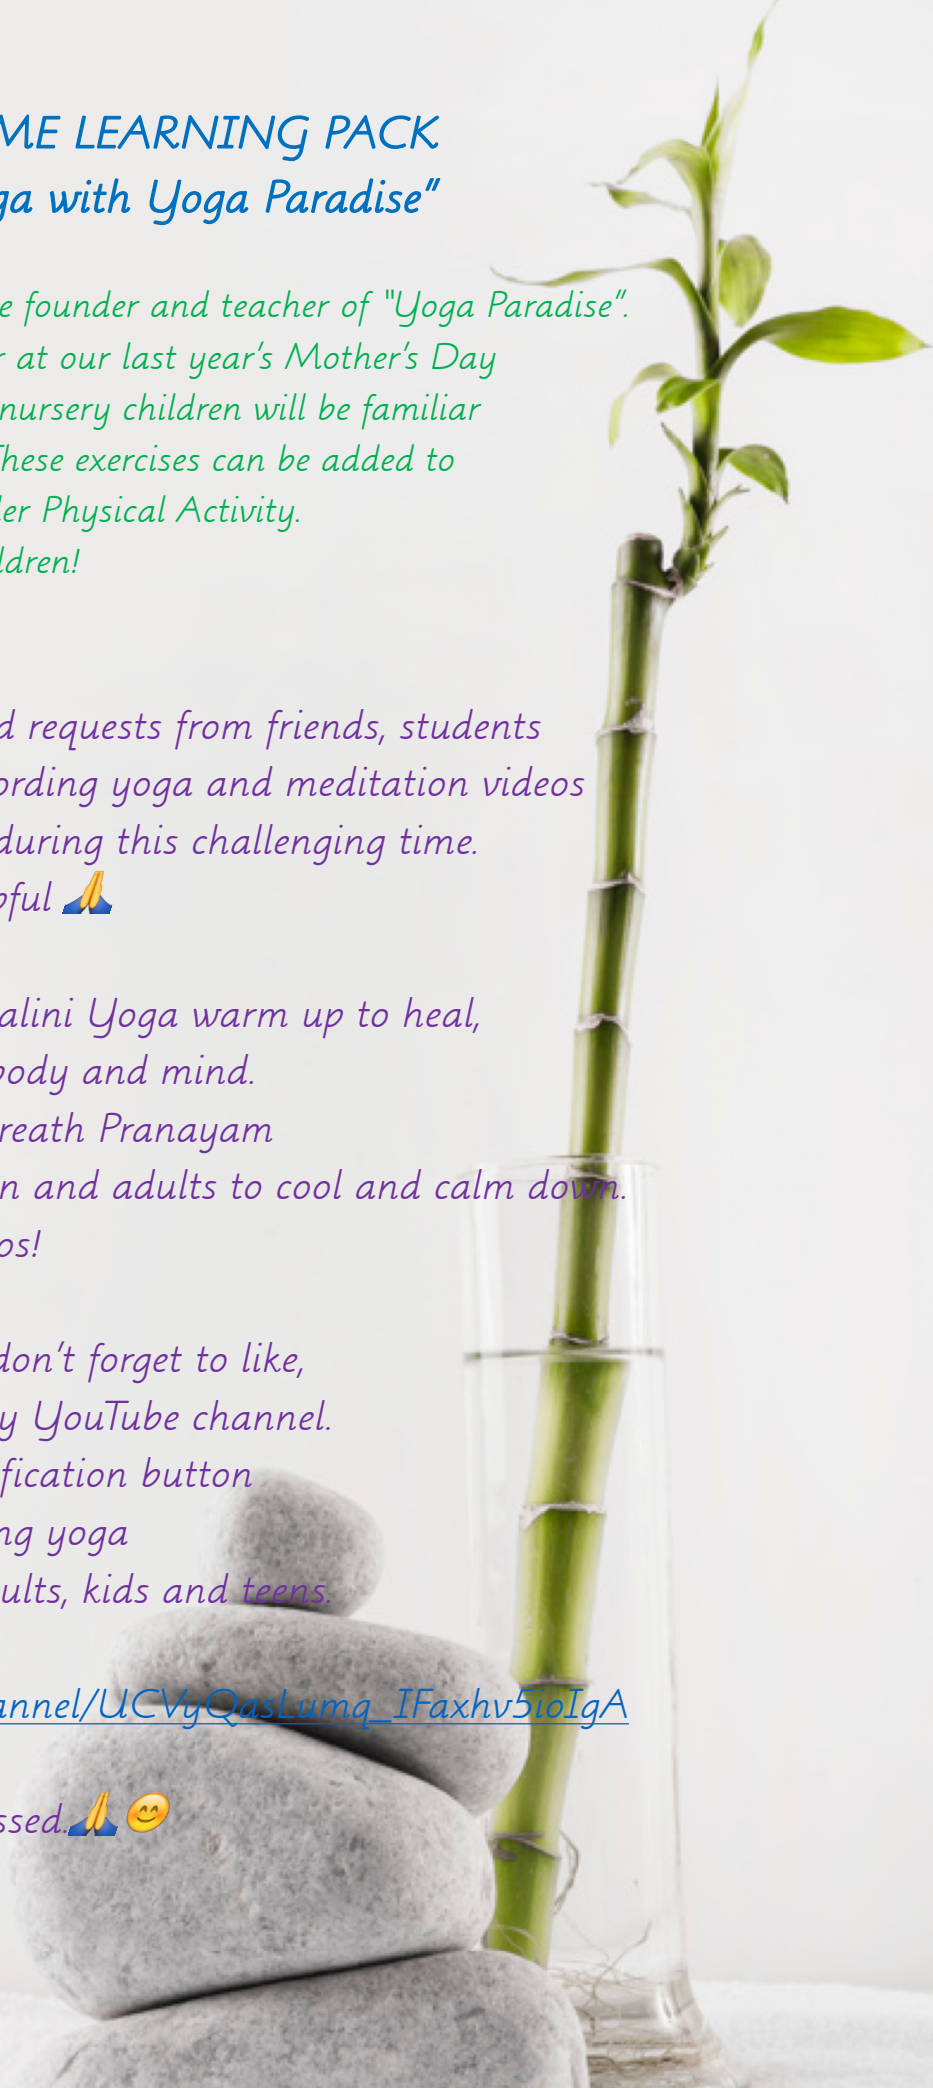 ME LEARNING PACK
ga with Yoga Paradise”
e founder and teacher of "Yoga Paradise”.
r at our last year’s Mother’s Day
nursery children will be familiar
These exercises can be added to
ler Physical Activity.
ldren!
d requests from friends, students
ording yoga and meditation videos
during this challenging time.
pful 🙏
alini Yoga warm up to heal,
body and mind.
reath Pranayam
n and adults to cool and calm down.
os!
don’t forget to like,
y YouTube channel.
fication button
ng yoga
ults, kids and teens.
annel/UCVyQasLumq_IFaxhv5ioIgA
ssed.🙏😊